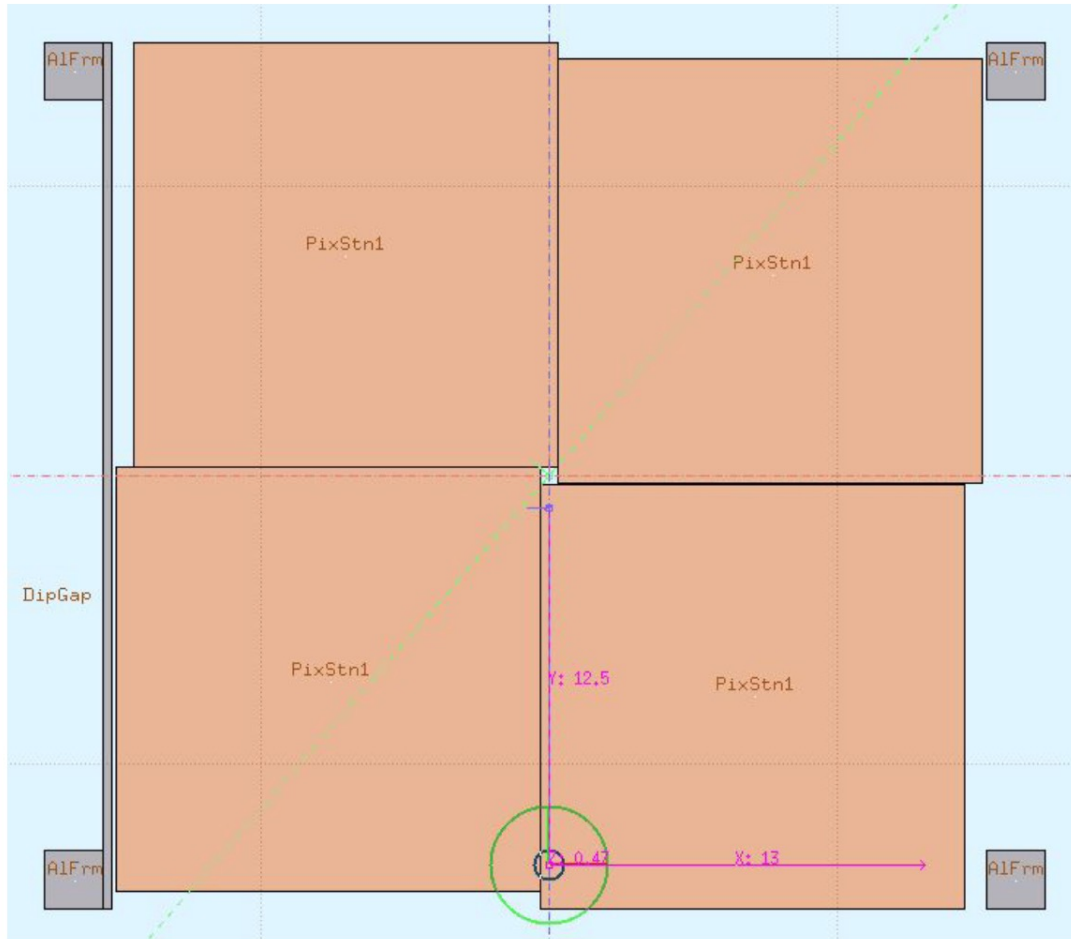 AlFrm
AlFrm
PixStn1
PixStn1
DipGap
PixStn1
Y: 12.5
PixStn1
0.47
X: 13
AlFrm
AlFrm